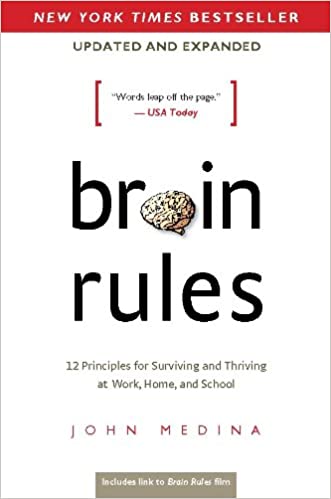 NEW YORK TIMES BESTSELLER
UPDATED AND EXPANDED
"Words leap off the page."
— USA Today
br in
rules
12 Principles for Surviving and Thriving
at Work, Home, and School
JOHN MEDINA
Includes link to Brain Rules film